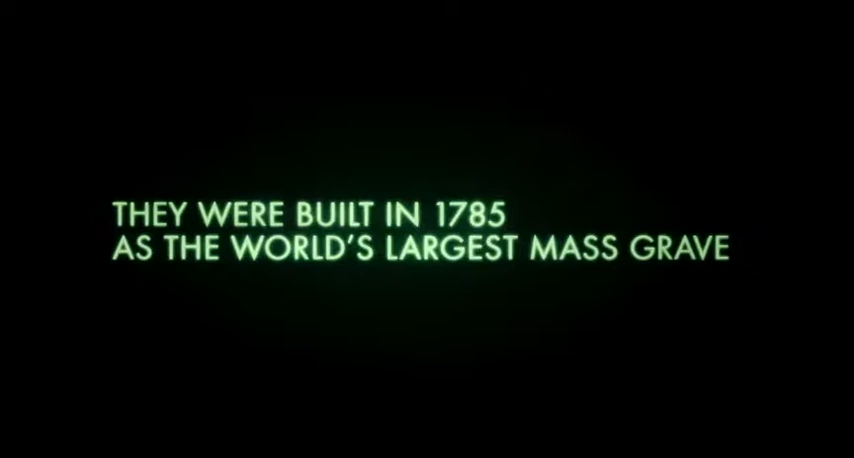 THEY WERE BUILT IN 1785
AS THE WORLD'S LARGEST MASS GRAVE